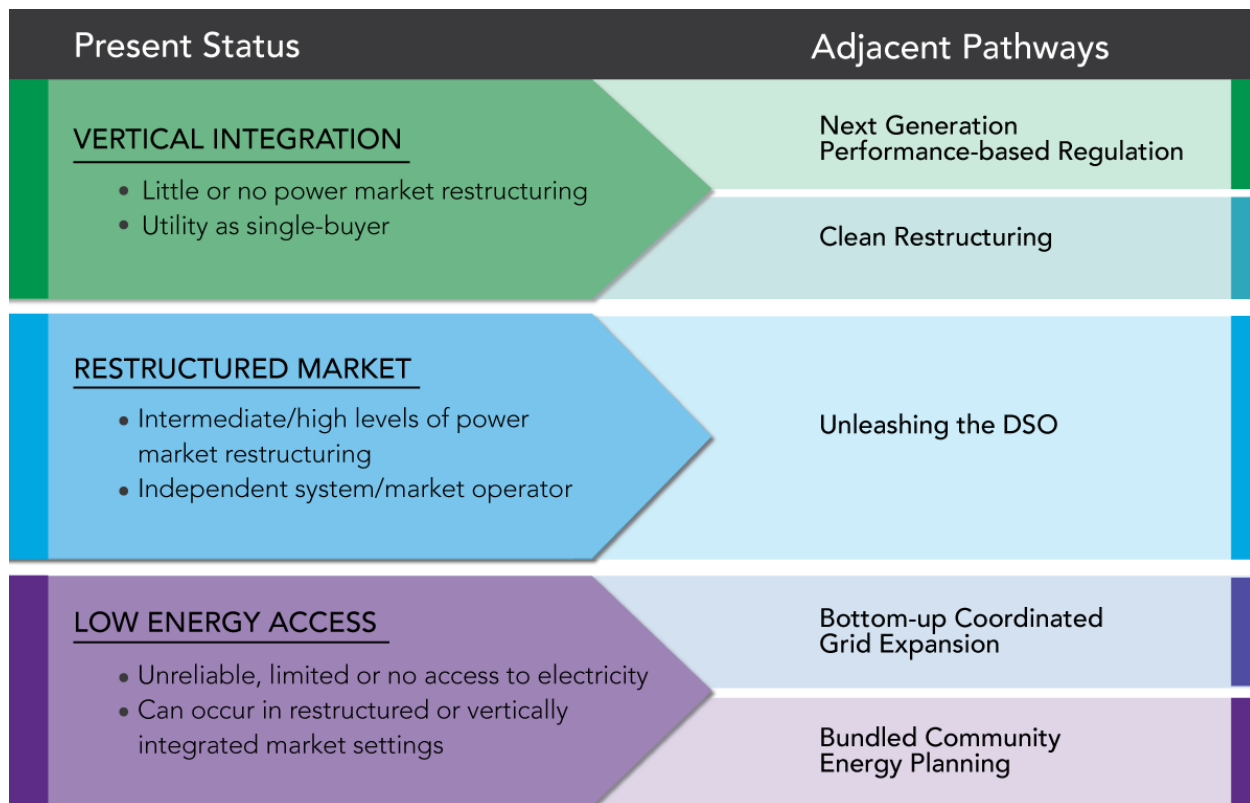 Present Status
Adjacent Pathways
VERTICAL INTEGRATION
• Little or no power market restructuring
• Utility as single-buyer
Next Generation
Performance-based Regulation
Clean Restructuring
RESTRUCTURED MARKET
• Intermediate/high levels of power
market restructuring
• Independent system/market operator
Unleashing the DSO
LOW ENERGY ACCESS
• Unreliable, limited or no access to electricity
• Can occur in restructured or vertically
integrated market settings
Bottom-up Coordinated
Grid Expansion
Bundled Community
Energy Planning